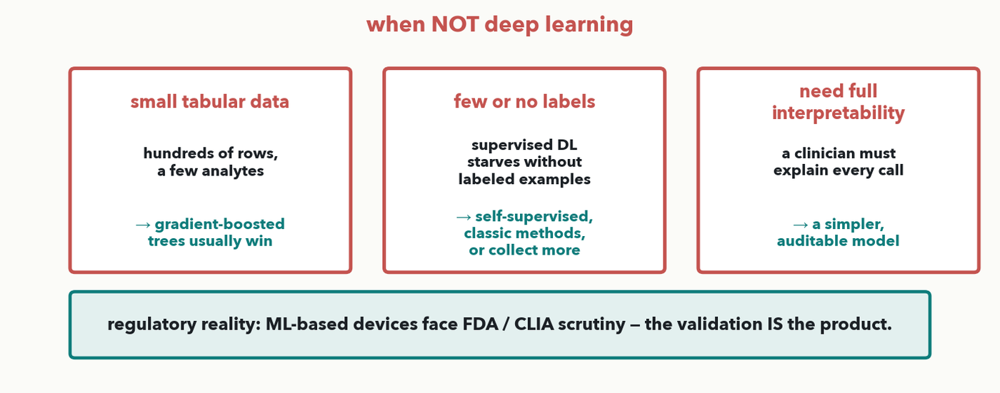 when NOT deep learning
small tabular data
hundreds of rows,
a few analytes
→ gradient-boosted
trees usually win
few or no labels
supervised DL
starves without
labeled examples
→ self-supervised,
classic methods,
or collect more
need full
interpretability
a clinician must
explain every call
→ a simpler,
auditable model
regulatory reality: ML-based devices face FDA / CLIA scrutiny — the validation IS the product.